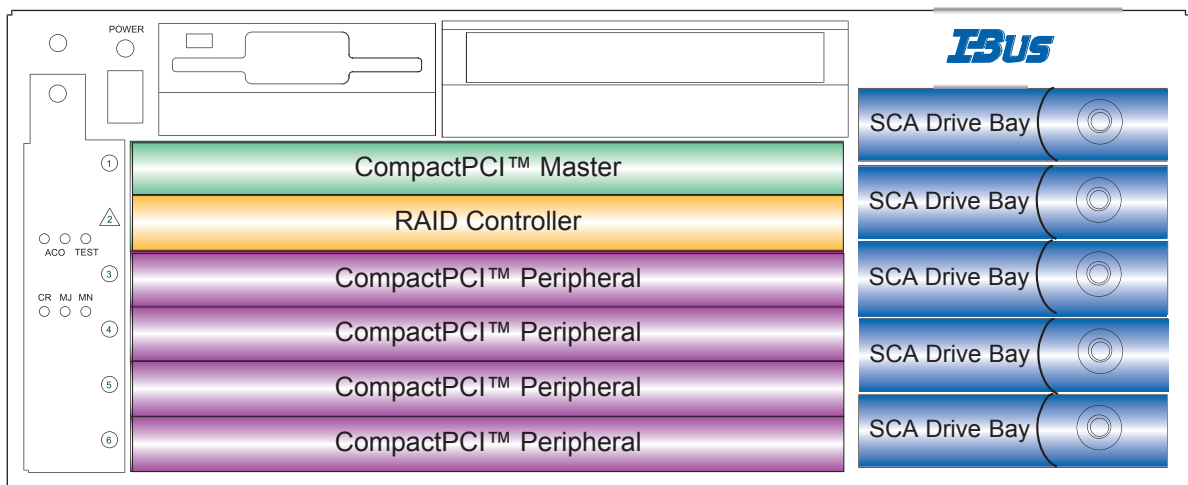 POWER
I-Bus
SCA Drive Bay
1
CompactPCI™ Master
2
RAID Controller
SCA Drive Bay
ACO TEST
3
CompactPCI™ Peripheral
SCA Drive Bay
CR MJ MN
4
CompactPCI™ Peripheral
SCA Drive Bay
5
CompactPCI™ Peripheral
6
CompactPCI™ Peripheral
SCA Drive Bay